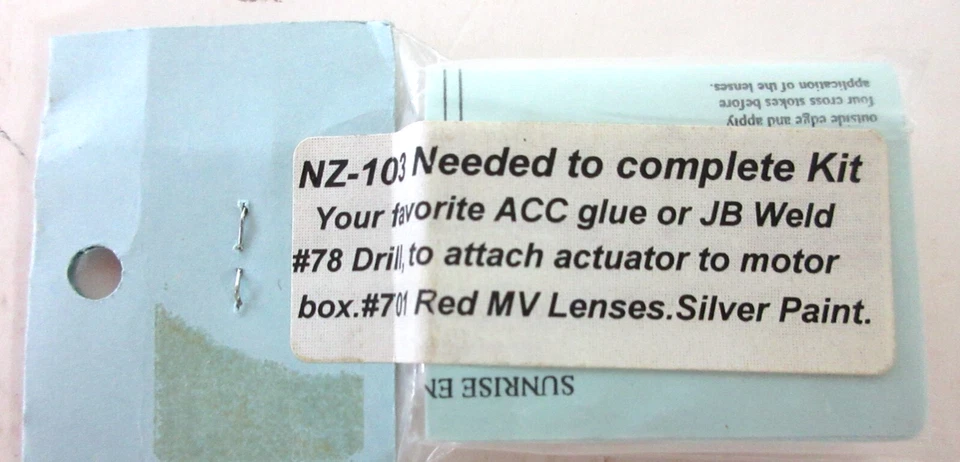 NZ-103 Needed to complete Kit
Your favorite ACC glue or JB Weld
#78 Drill, to attach actuator to motor
box.#701 Red MV Lenses.Silver Paint.
outside edge and apply
four cross stokes before
application of the lenses.
SUNRISE EN